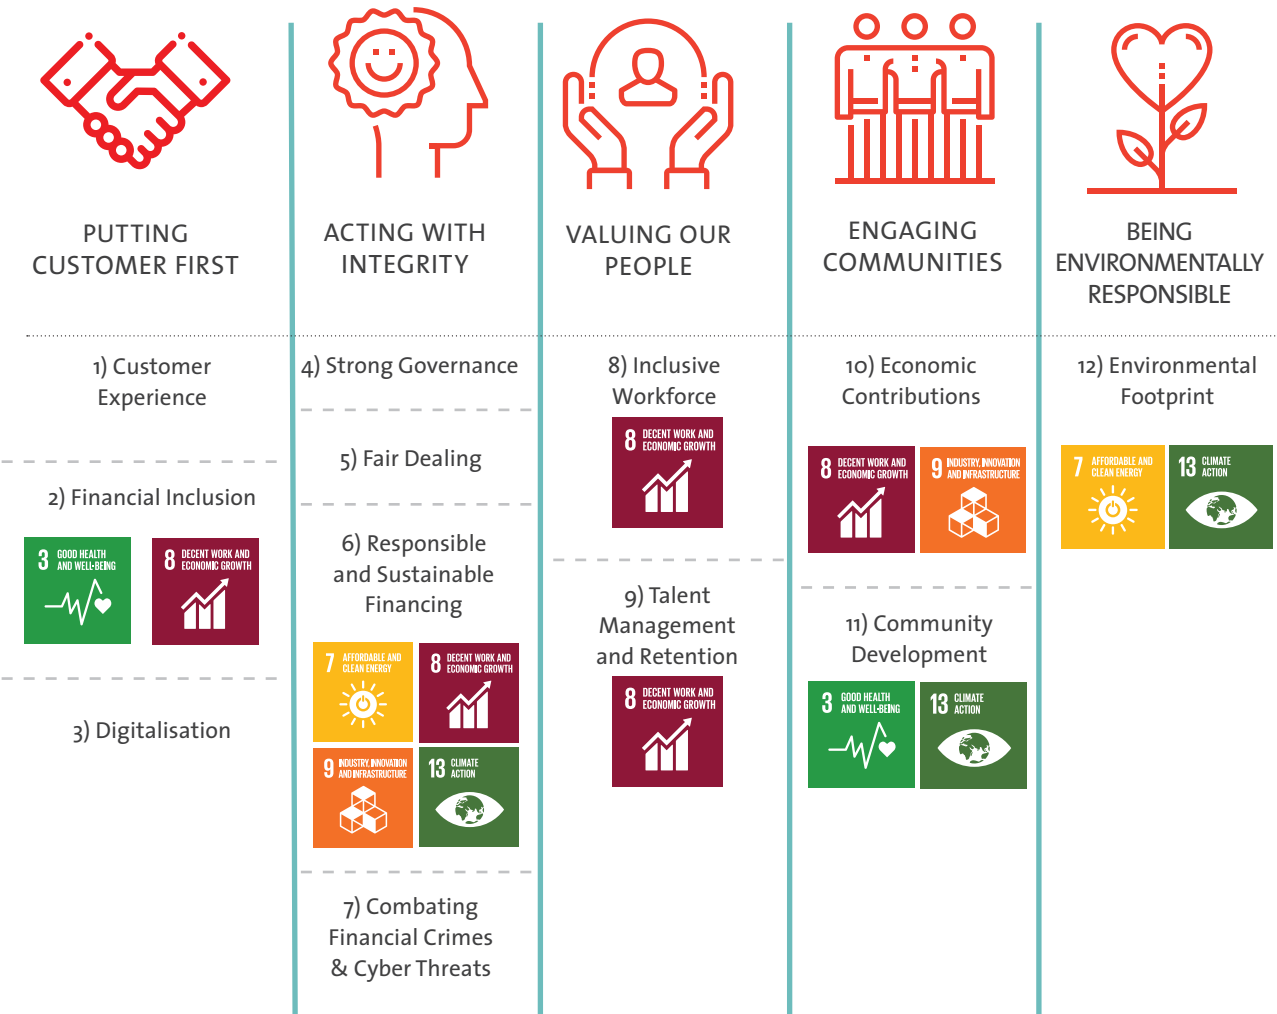 PUTTING
CUSTOMER FIRST
1) Customer
Experience
2) Financial Inclusion
3 GOOD HEALTH
AND WELL-BEING
8 DECENT WORK AND
ECONOMIC GROWTH
3) Digitalisation
ACTING WITH
INTEGRITY
4) Strong Governance
5) Fair Dealing
6) Responsible
and Sustainable
Financing
7 AFFORDABLE AND
CLEAN ENERGY
8 DECENT WORK AND
ECONOMIC GROWTH
9 INDUSTRY, INNOVATION
AND INFRASTRUCTURE
13 CLIMATE
ACTION
7) Combating
Financial Crimes
& Cyber Threats
VALUING OUR
PEOPLE
8) Inclusive
Workforce
8 DECENT WORK AND
ECONOMIC GROWTH
9) Talent
Management
and Retention
8 DECENT WORK AND
ECONOMIC GROWTH
ENGAGING
COMMUNITIES
10) Economic
Contributions
8 DECENT WORK AND
ECONOMIC GROWTH
9 INDUSTRY, INNOVATION
AND INFRASTRUCTURE
11) Community
Development
3 GOOD HEALTH
AND WELL-BEING
13 CLIMATE
ACTION
BEING
ENVIRONMENTALLY
RESPONSIBLE
12) Environmental
Footprint
7 AFFORDABLE AND
CLEAN ENERGY
13 CLIMATE
ACTION